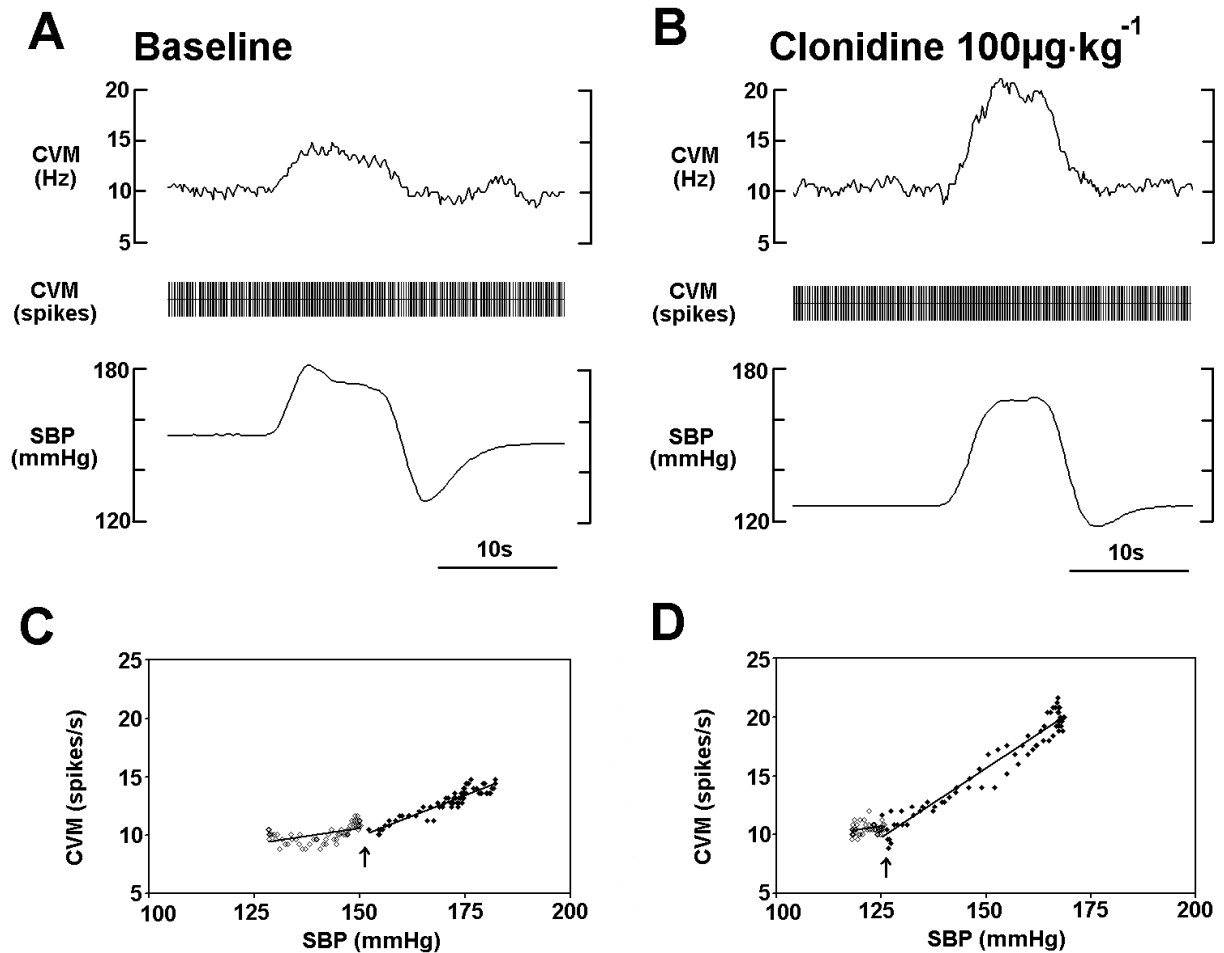 A Baseline
20
15
10
5
CVM
(Hz)
CVM
(spikes)
180
120
SBP
(mmHg)
10s
B Clonidine 100µg·kg⁻¹
20
15
10
5
CVM
(Hz)
CVM
(spikes)
180
120
SBP
(mmHg)
10s
C
25
20
15
10
5
CVM (spikes/s)
100 125 150 175 200
SBP (mmHg)
D
25
20
15
10
5
CVM (spikes/s)
100 125 150 175 200
SBP (mmHg)